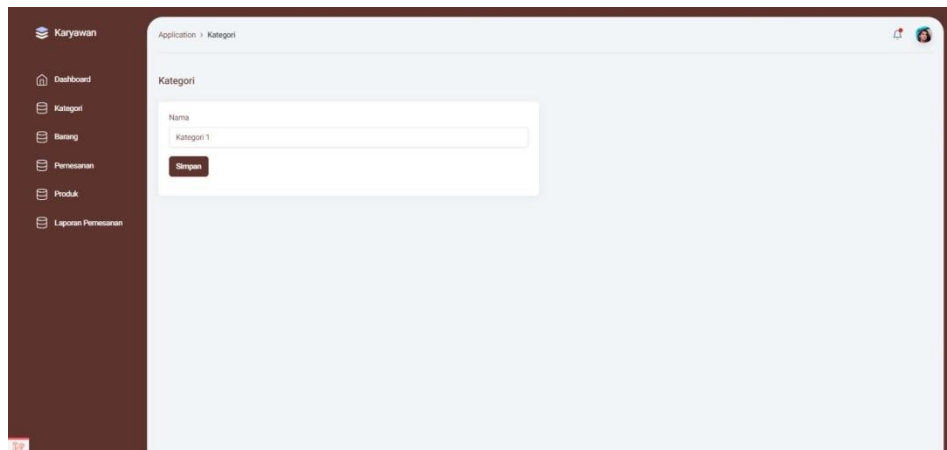 Karyawan
Application > Kategori
Dashboard
Kategori
Barang
Pemesanan
Produk
Laporan Pemesanan
Kategori
Nama
Kategori 1
Simpan